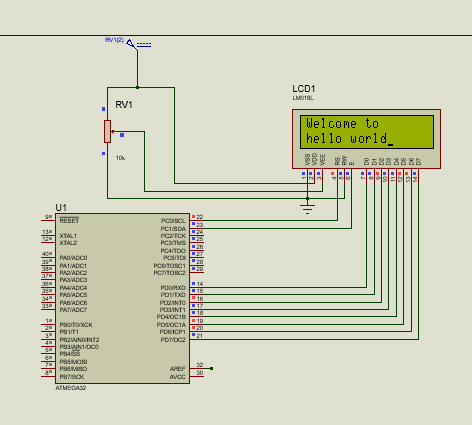 RV1(2)
RV1
10k
LCD1
LM016L
Welcome to
hello world_
VSS
VDD
VEE
RS
RW
E
D0
D1
D2
D3
D4
D5
D6
D7
1
2
3
4
5
6
7
8
9
10
11
12
13
14
U1
9 RESET PC0/SCL 22
PC1/SDA 23
13 XTAL1 PC2/TCK 24
12 XTAL2 PC3/TMS 25
PC4/TDO 26
40 PA0/ADC0 PC5/TDI 27
39 PA1/ADC1 PC6/TOSC1 28
38 PA2/ADC2 PC7/TOSC2 29
37 PA3/ADC3
36 PA4/ADC4 PD0/RXD 14
35 PA5/ADC5 PD1/TXD 15
34 PA6/ADC6 PD2/INT0 16
33 PA7/ADC7 PD3/INT1 17
PD4/OC1B 18
1 PB0/T0/XCK PD5/OC1A 19
2 PB1/T1 PD6/ICP1 20
3 PB2/AIN0/INT2 PD7/OC2 21
4 PB3/AIN1/OC0
5 PB4/SS
6 PB5/MOSI
7 PB6/MISO AREF 32
8 PB7/SCK AVCC 30
ATMEGA32